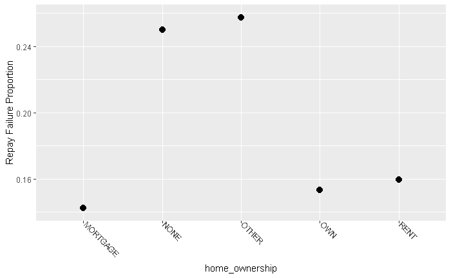 Repay Failure Proportion
0.24
0.20
0.16
MORTGAGE
NONE
OTHER
OWN
RENT
home_ownership